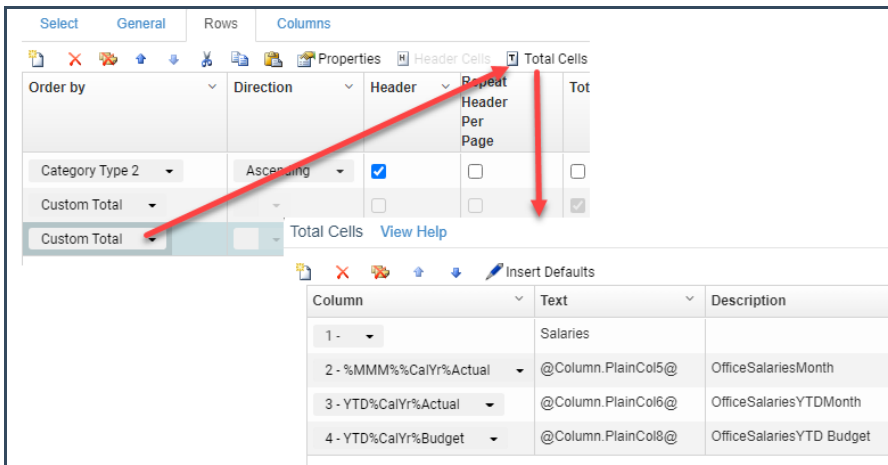 Select General Rows Columns
Properties H Header Cells T Total Cells
Order by Direction Header Repeat Header Per Page Tot
Category Type 2 Ascending
Custom Total
Custom Total
Total Cells View Help
Insert Defaults
Column Text Description
1 - Salaries
2 - %MMM%%CalYr%Actual @Column.PlainCol5@ OfficeSalariesMonth
3 - YTD%CalYr%Actual @Column.PlainCol6@ OfficeSalariesYTDMonth
4 - YTD%CalYr%Budget @Column.PlainCol8@ OfficeSalariesYTD Budget